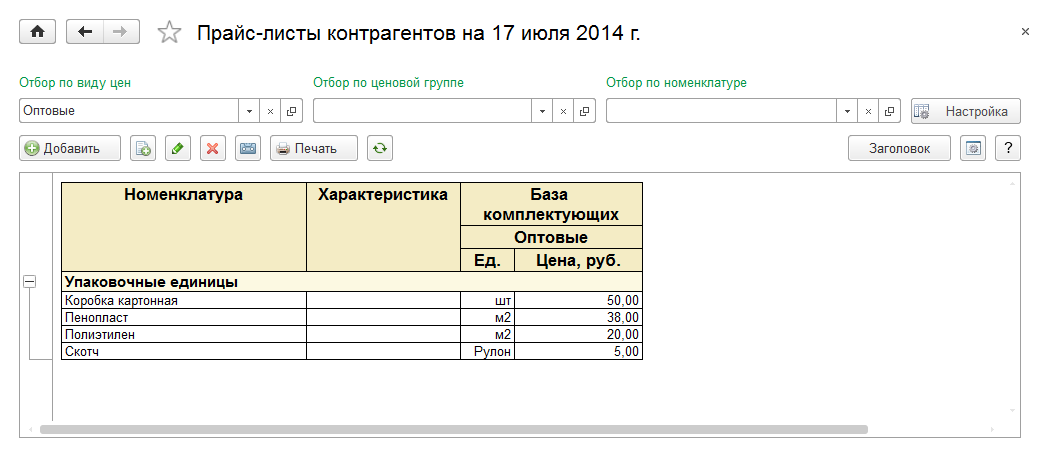 Прайс-листы контрагентов на 17 июля 2014 г.
Отбор по виду цен Отбор по ценовой группе Отбор по номенклатуре
Оптовые Настройка
Добавить Печать Заголовок ?
Номенклатура Характеристика База
комплектующих
Оптовые
Ед. Цена, руб.
Упаковочные единицы
Коробка картонная шт 50,00
Пенопласт м2 38,00
Полиэтилен м2 20,00
Скотч Рулон 5,00